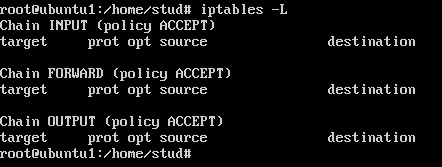 root@ubuntu1:/home/stud# iptables -L
Chain INPUT (policy ACCEPT)
target     prot opt source               destination

Chain FORWARD (policy ACCEPT)
target     prot opt source               destination

Chain OUTPUT (policy ACCEPT)
target     prot opt source               destination
root@ubuntu1:/home/stud#